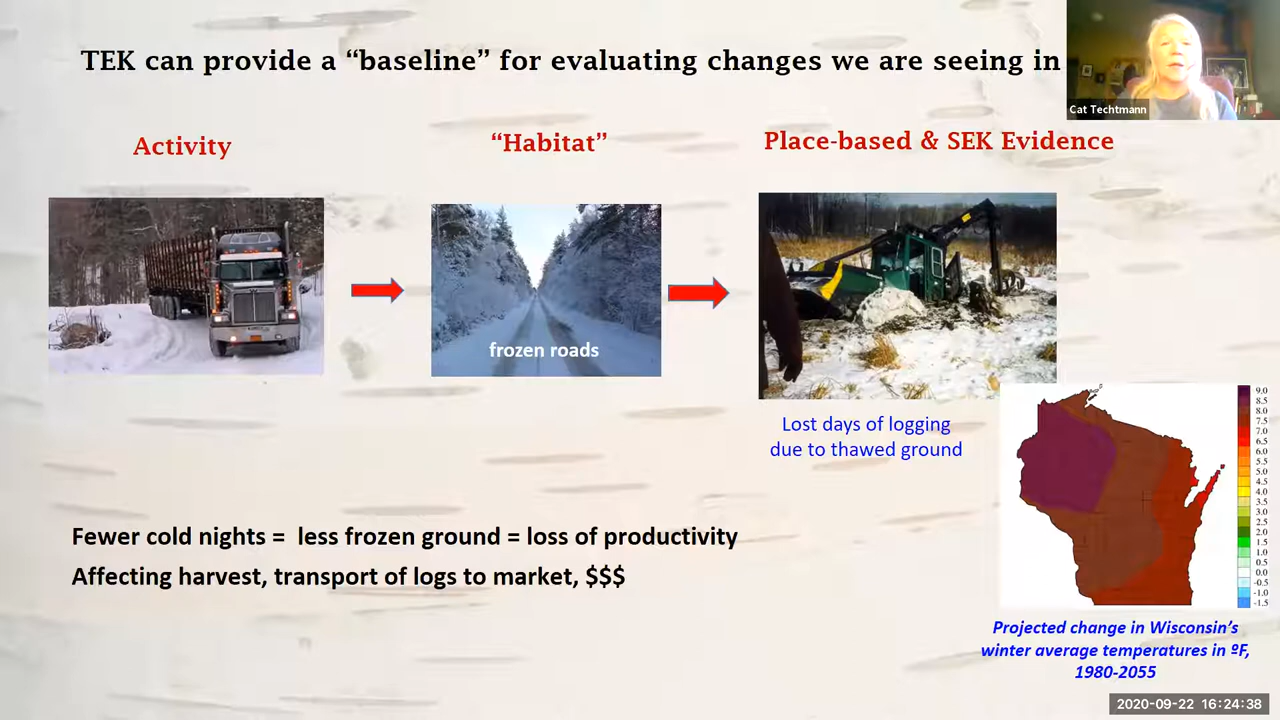 TEK can provide a “baseline” for evaluating changes we are seeing in
Cat Techtmann
Activity
“Habitat”
Place-based & SEK Evidence
frozen roads
Lost days of logging
due to thawed ground
9.0
8.5
8.0
7.5
7.0
6.5
6.0
5.5
5.0
4.5
4.0
3.5
3.0
2.5
2.0
1.5
1.0
0.5
0.0
-0.5
-1.0
-1.5
Fewer cold nights = less frozen ground = loss of productivity
Affecting harvest, transport of logs to market, $$$
Projected change in Wisconsin’s
winter average temperatures in ºF,
1980-2055
2020-09-22 16:24:38